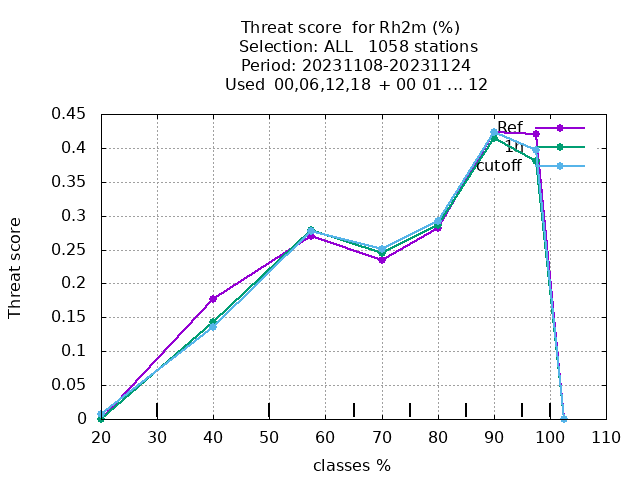 Threat score  for Rh2m (%)
Selection: ALL   1058 stations
Period: 20231108-20231124
Used  00,06,12,18 + 00 01 ... 12
Threat score
0.45
0.4
0.35
0.3
0.25
0.2
0.15
0.1
0.05
0
Ref
1h
cutoff
20 30 40 50 60 70 80 90 100 110
classes %